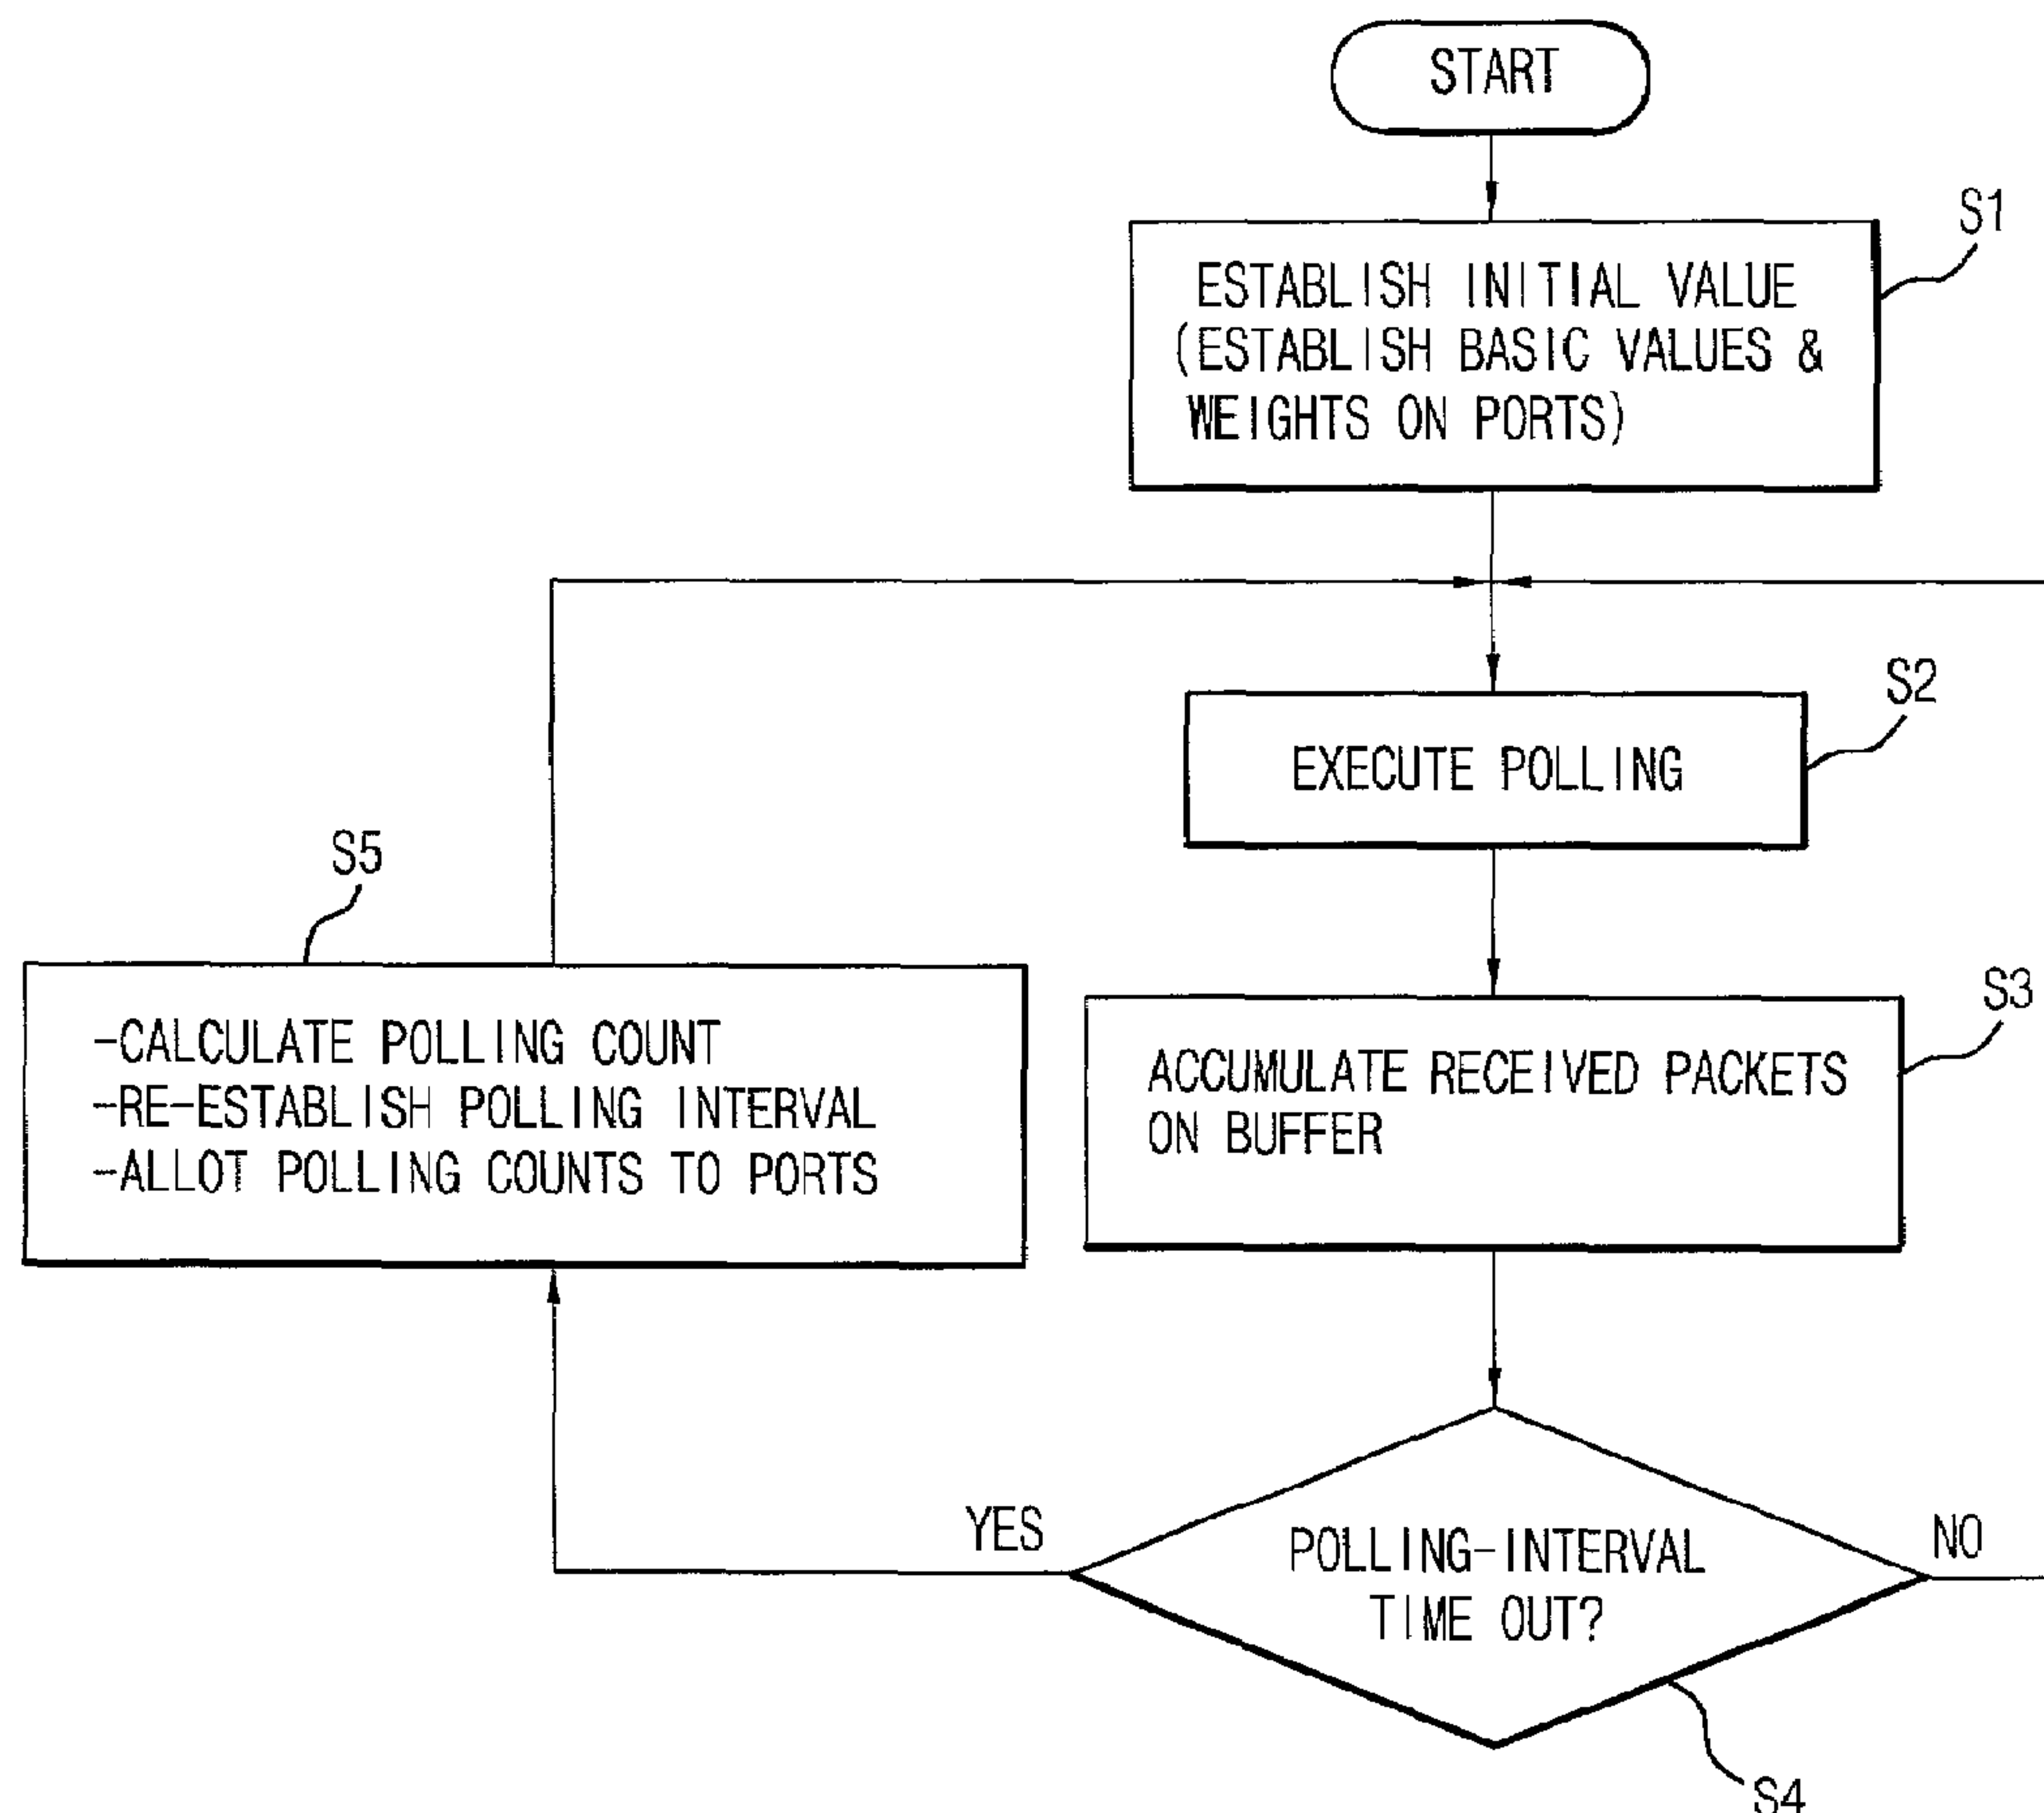 START
S1
ESTABLISH INITIAL VALUE
(ESTABLISH BASIC VALUES &
WEIGHTS ON PORTS)
S2
EXECUTE POLLING
S5
-CALCULATE POLLING COUNT
-RE-ESTABLISH POLLING INTERVAL
-ALLOT POLLING COUNTS TO PORTS
S3
ACCUMULATE RECEIVED PACKETS
ON BUFFER
YES
POLLING-INTERVAL
TIME OUT?
NO
S4